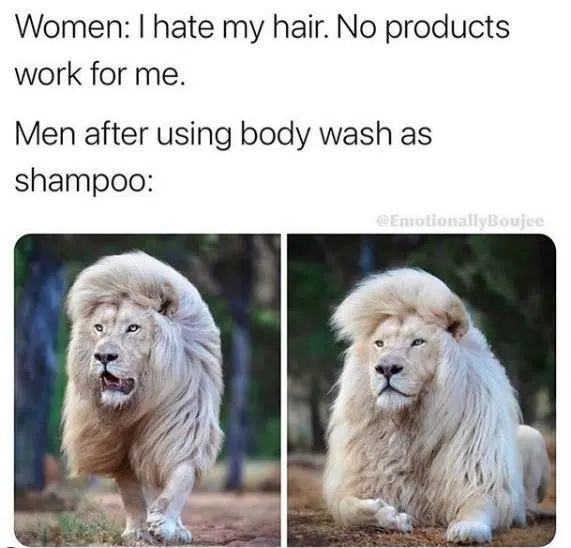 Women: I hate my hair. No products
work for me.
Men after using body wash as
shampoo:
@EmotionallyBoujee